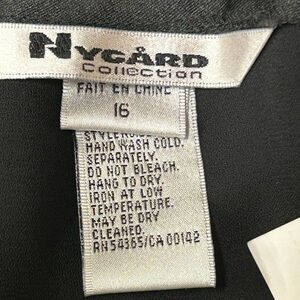 NYGÅRD
Collection
FAIT EN CHINE
16
HAND WASH COLD.
SEPARATELY.
DO NOT BLEACH.
HANG TO DRY.
IRON AT LOW
TEMPERATURE.
MAY BE DRY
CLEANED.
RN54365/CA 00142